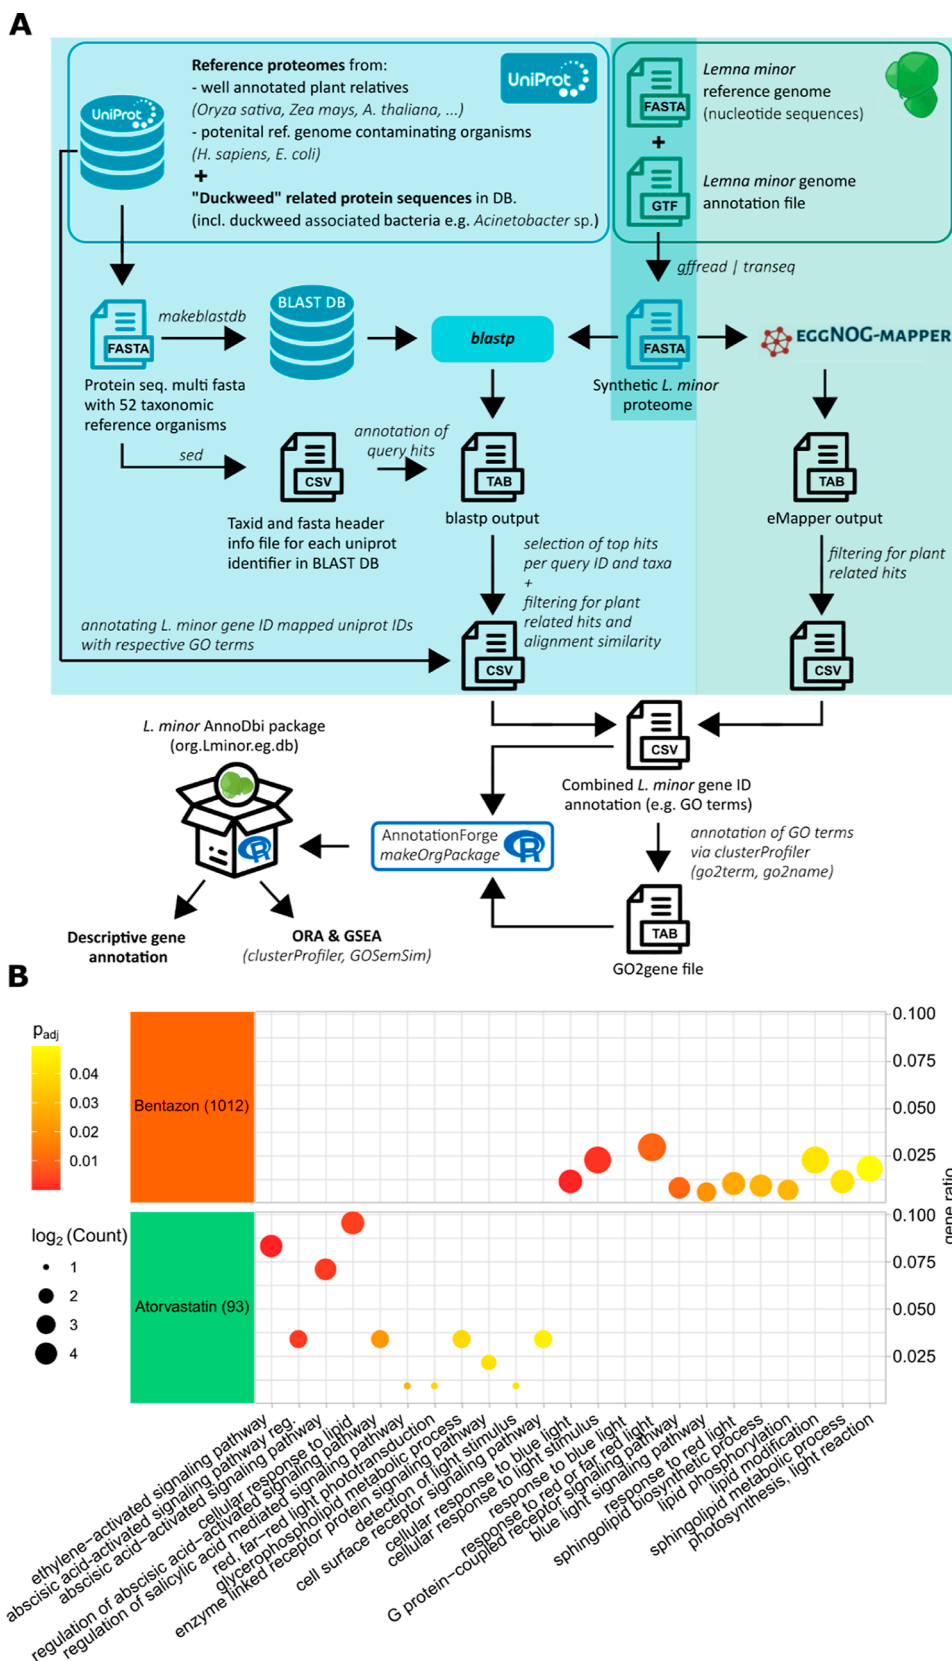 A
UniProt
Reference proteomes from:
- well annotated plant relatives
(Oryza sativa, Zea mays, A. thaliana, ...)
- potenital ref. genome contaminating organisms
(H. sapiens, E. coli)
+
"Duckweed" related protein sequences in DB.
(incl. duckweed associated bacteria e.g. Acinetobacter sp.)
UniProt
FASTA
Lemna minor
reference genome
(nucleotide sequences)
+
GTF
Lemna minor genome
annotation file
gffread | transeq
FASTA
makeblastdb
BLAST DB
blastp
FASTA
EGGNOG-MAPPER
Protein seq. multi fasta
with 52 taxonomic
reference organisms
Synthetic L. minor
proteome
sed
CSV
annotation of
query hits
TAB
TAB
Taxid and fasta header
info file for each uniprot
identifier in BLAST DB
blastp output
eMapper output
selection of top hits
per query ID and taxa
+
filtering for plant
related hits and
alignment similarity
filtering for plant
related hits
annotating L. minor gene ID mapped uniprot IDs
with respective GO terms
CSV
CSV
L. minor AnnoDbi package
(org.Lminor.eg.db)
CSV
Combined L. minor gene ID
annotation (e.g. GO terms)
R
AnnotationForge
makeOrgPackage
R
annotation of GO terms
via clusterProfiler
(go2term, go2name)
TAB
GO2gene file
Descriptive gene
annotation
ORA & GSEA
(clusterProfiler, GOSemSim)
B
padj
0.04
0.03
0.02
0.01
log2 (Count)
1
2
3
4
Bentazon (1012)
Atorvastatin (93)
0.100
0.075
0.050
0.025
0.100
0.075
0.050
0.025
gene ratio
ethylene−activated signaling pathway
abscisic acid-activated signaling pathway reg.
abscisic acid−activated signaling pathway
cellular response to lipid
regulation of abscisic acid−activated signaling pathway
regulation of salicylic acid mediated signaling pathway
red, far−red light phototransduction
glycerophospholipid metabolic process
enzyme linked receptor protein signaling pathway
detection of light stimulus
cell surface receptor signaling pathway
cellular response to blue light
cellular response to light stimulus
response to blue light
response to red or far red light
G protein−coupled receptor signaling pathway
blue light signaling pathway
response to red light
sphingolipid biosynthetic process
lipid phosphorylation
lipid modification
sphingolipid metabolic process
photosynthesis, light reaction